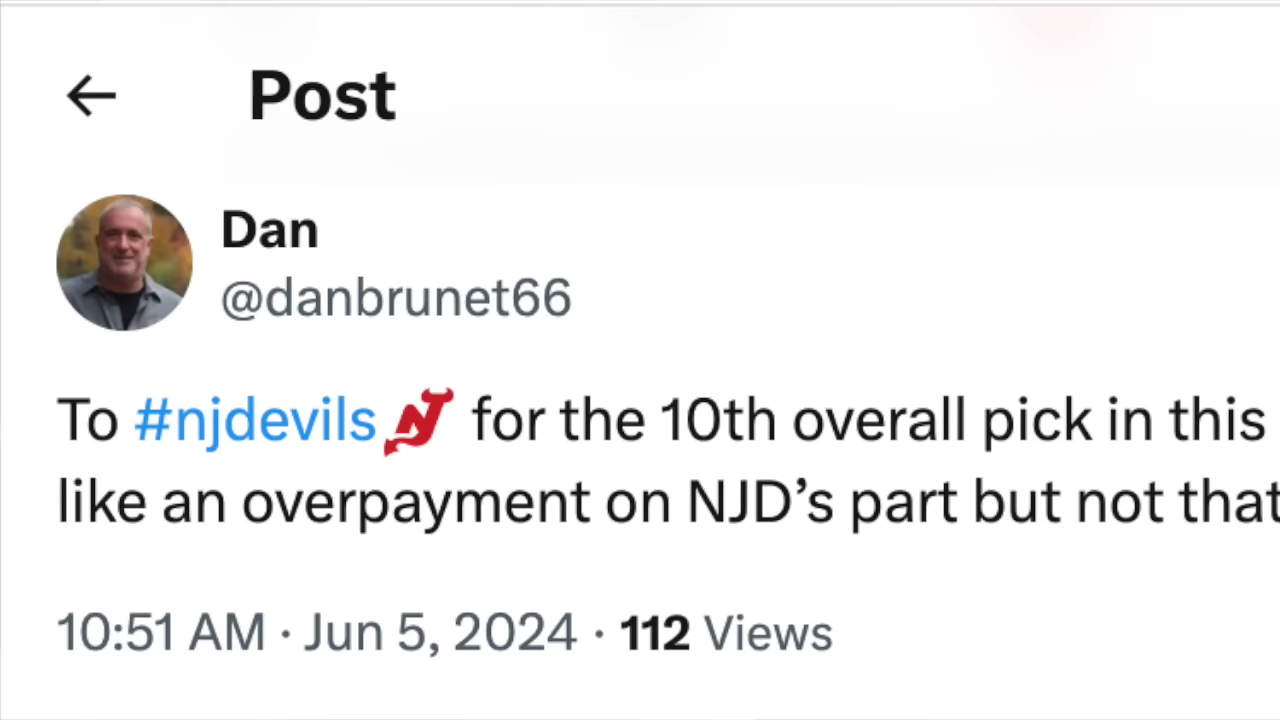 ← Post
Dan
@danbrunet66
To #njdevils for the 10th overall pick in this
like an overpayment on NJD’s part but not that
10:51 AM · Jun 5, 2024 · 112 Views